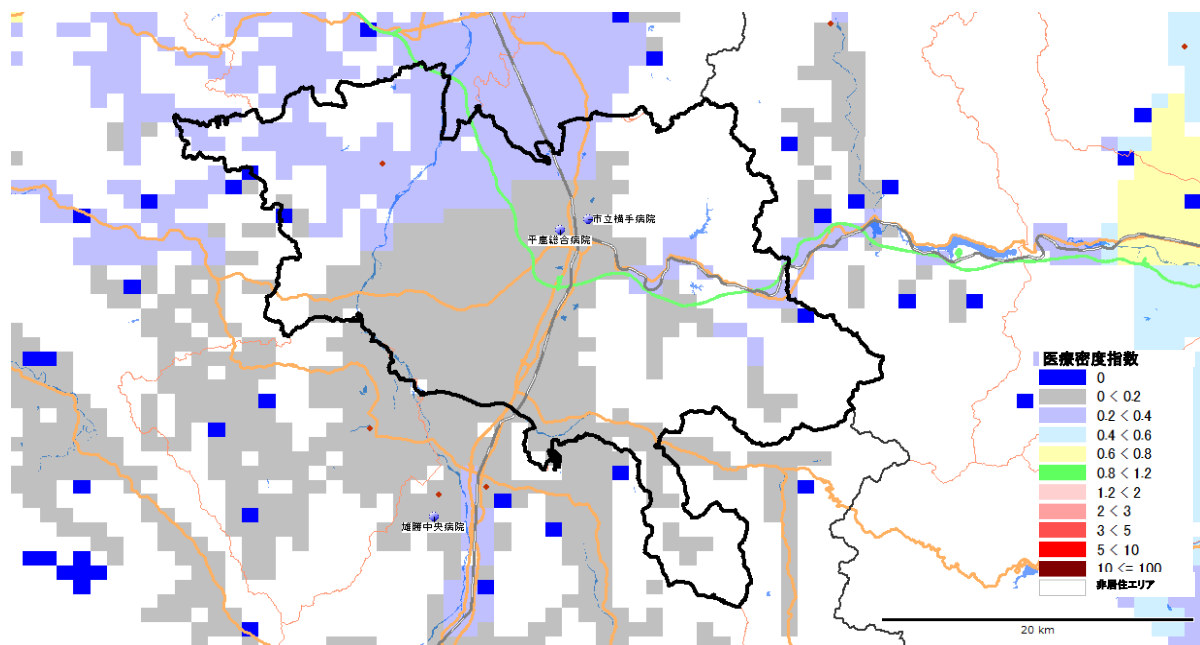 市立横手病院
平鹿総合病院
雄勝中央病院
医療密度指数
0
0 < 0.2
0.2 < 0.4
0.4 < 0.6
0.6 < 0.8
0.8 < 1.2
1.2 < 2
2 < 3
3 < 5
5 < 10
10 <= 100
非居住エリア
20 km